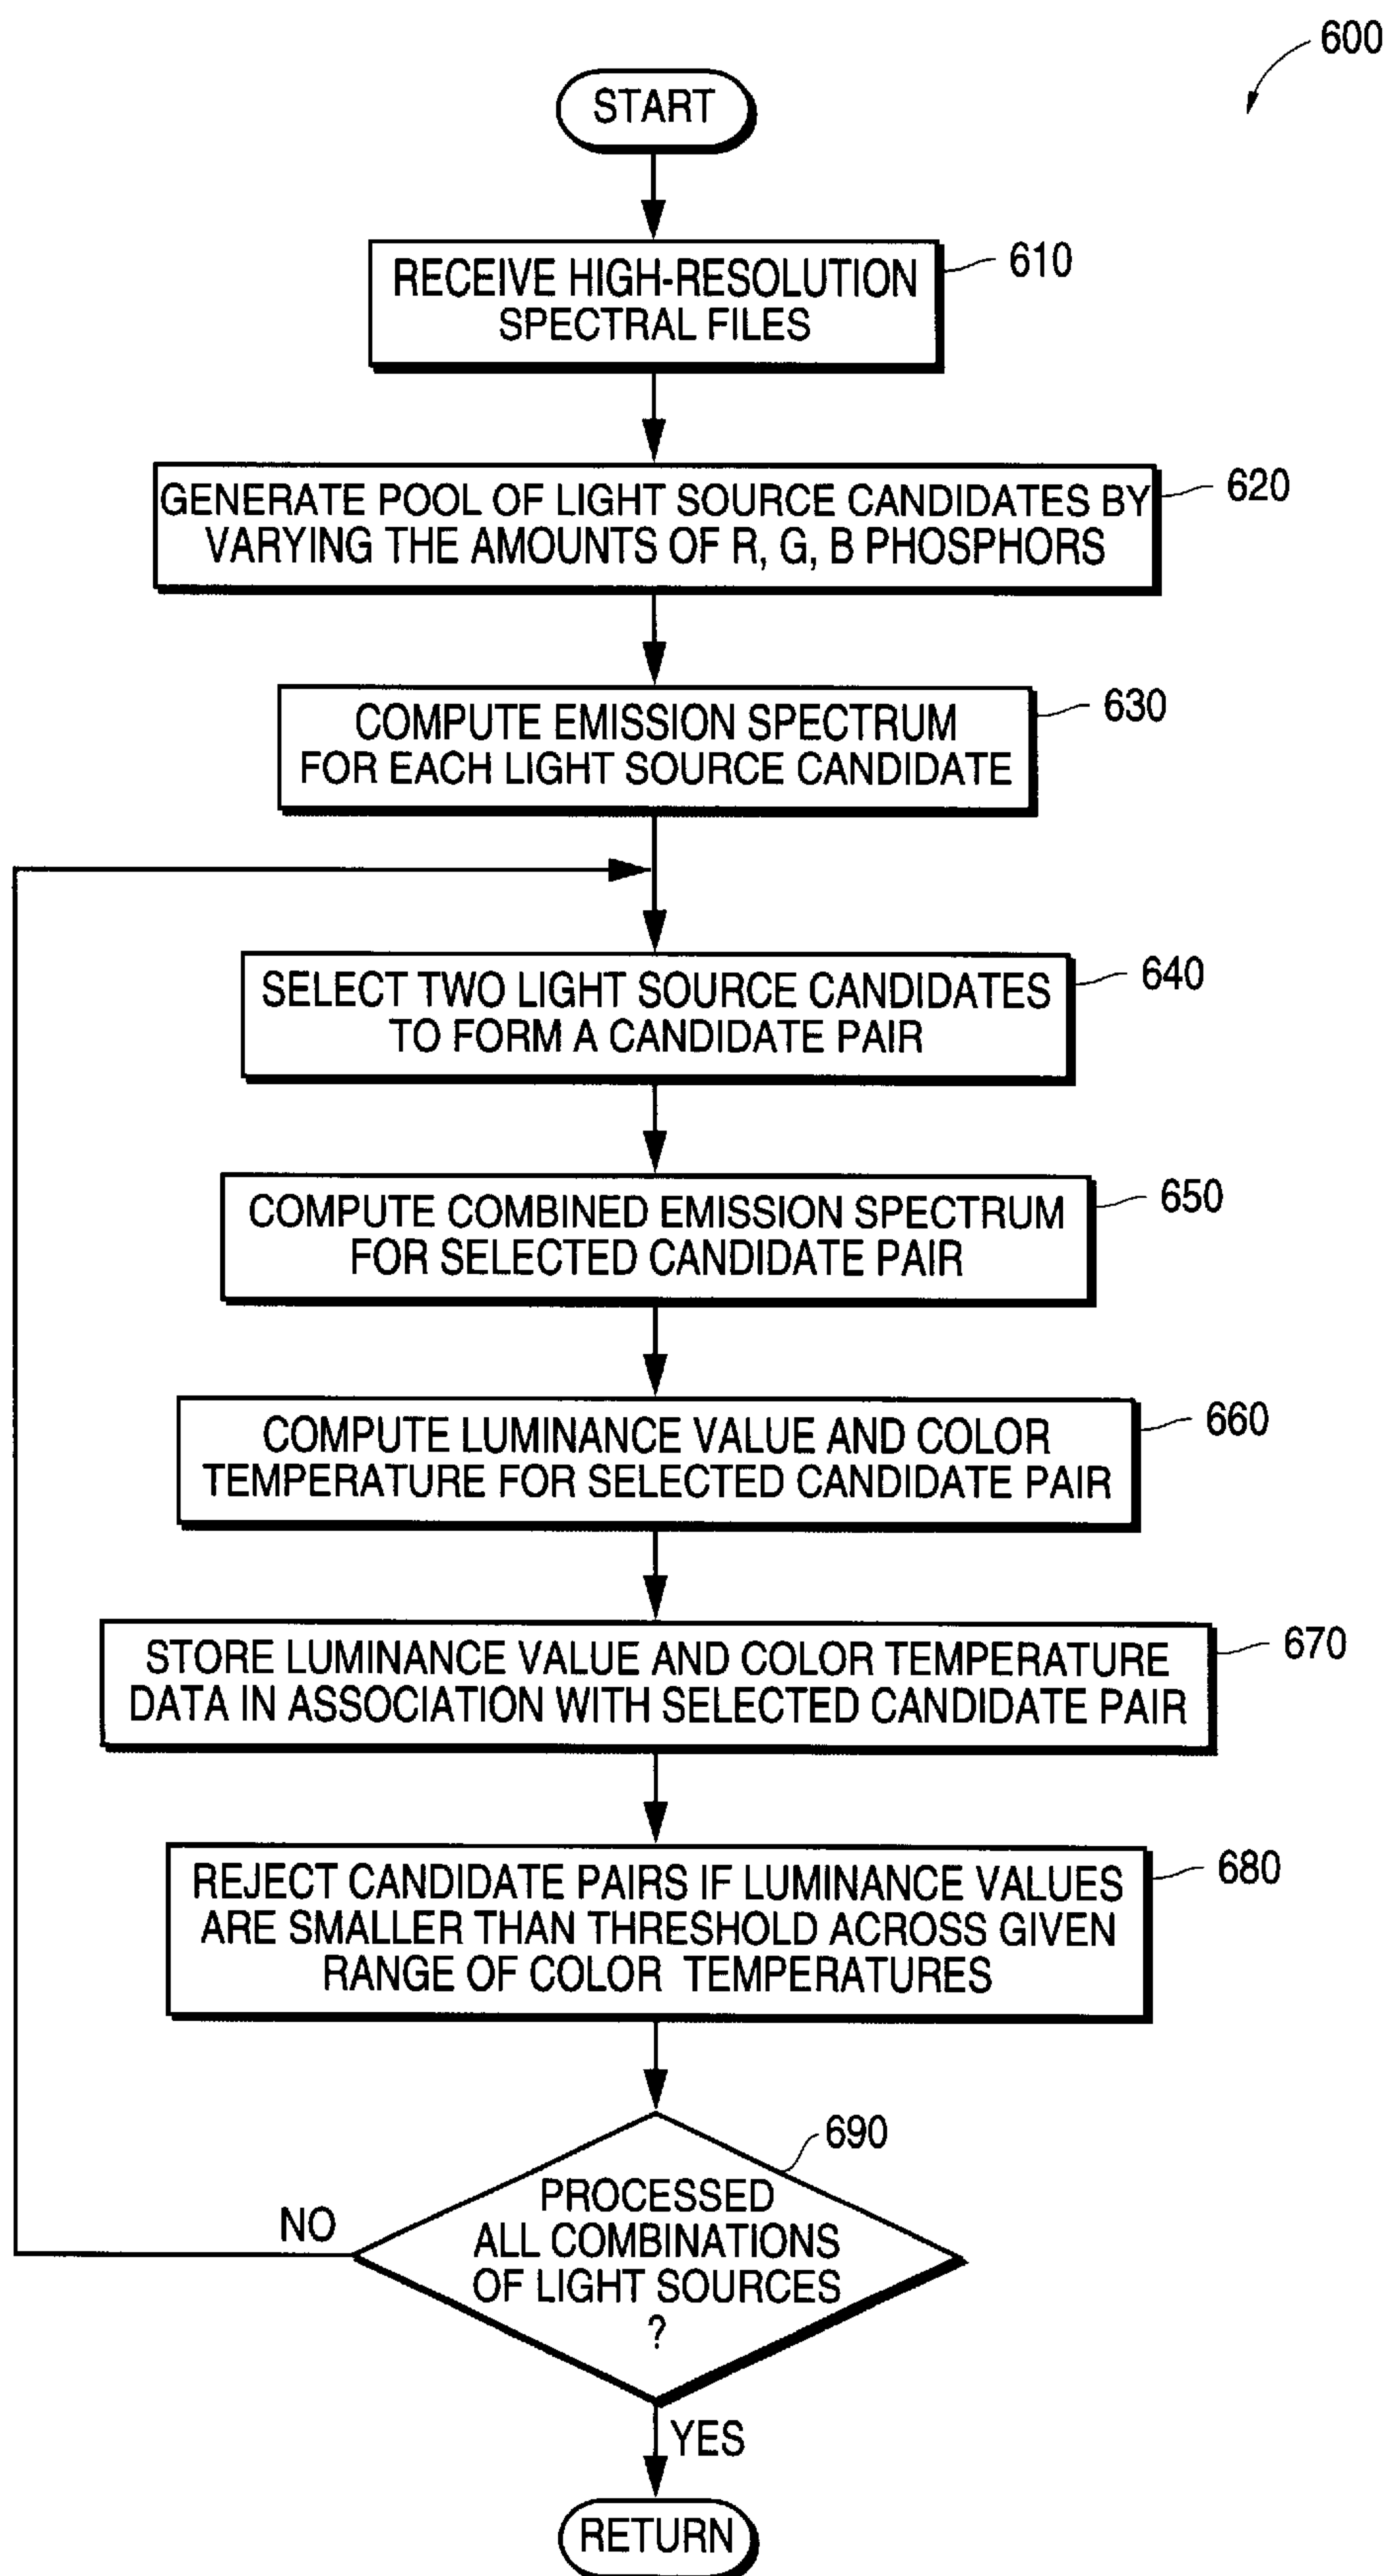 600
START
RECEIVE HIGH-RESOLUTION
SPECTRAL FILES
610
GENERATE POOL OF LIGHT SOURCE CANDIDATES BY
VARYING THE AMOUNTS OF R, G, B PHOSPHORS
620
COMPUTE EMISSION SPECTRUM
FOR EACH LIGHT SOURCE CANDIDATE
630
SELECT TWO LIGHT SOURCE CANDIDATES
TO FORM A CANDIDATE PAIR
640
COMPUTE COMBINED EMISSION SPECTRUM
FOR SELECTED CANDIDATE PAIR
650
COMPUTE LUMINANCE VALUE AND COLOR
TEMPERATURE FOR SELECTED CANDIDATE PAIR
660
STORE LUMINANCE VALUE AND COLOR TEMPERATURE
DATA IN ASSOCIATION WITH SELECTED CANDIDATE PAIR
670
REJECT CANDIDATE PAIRS IF LUMINANCE VALUES
ARE SMALLER THAN THRESHOLD ACROSS GIVEN
RANGE OF COLOR TEMPERATURES
680
690
PROCESSED
ALL COMBINATIONS
OF LIGHT SOURCES
?
NO
YES
RETURN